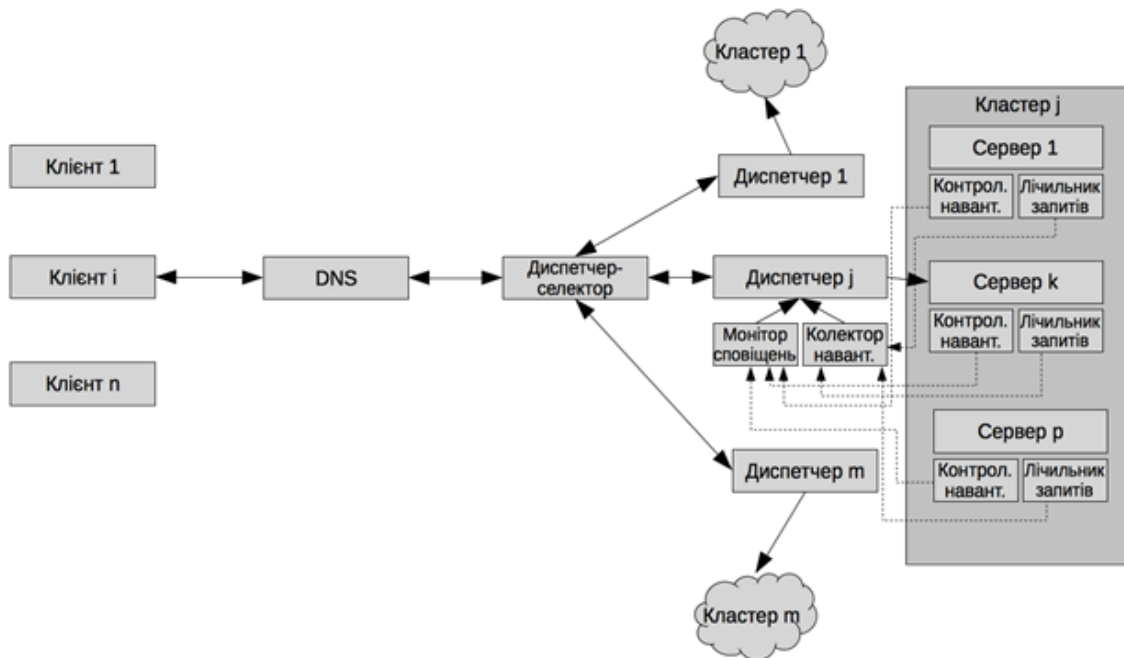 Кластер 1
Кластер j
Сервер 1
Клієнт 1
Диспетчер 1
Контрол.
навант.
Лічильник
запитів
Клієнт i
DNS
Диспетчер-
селектор
Диспетчер j
Сервер k
Монітор
сповіщень
Колектор
навант.
Контрол.
навант.
Лічильник
запитів
Клієнт n
Сервер p
Диспетчер m
Контрол.
навант.
Лічильник
запитів
Кластер m